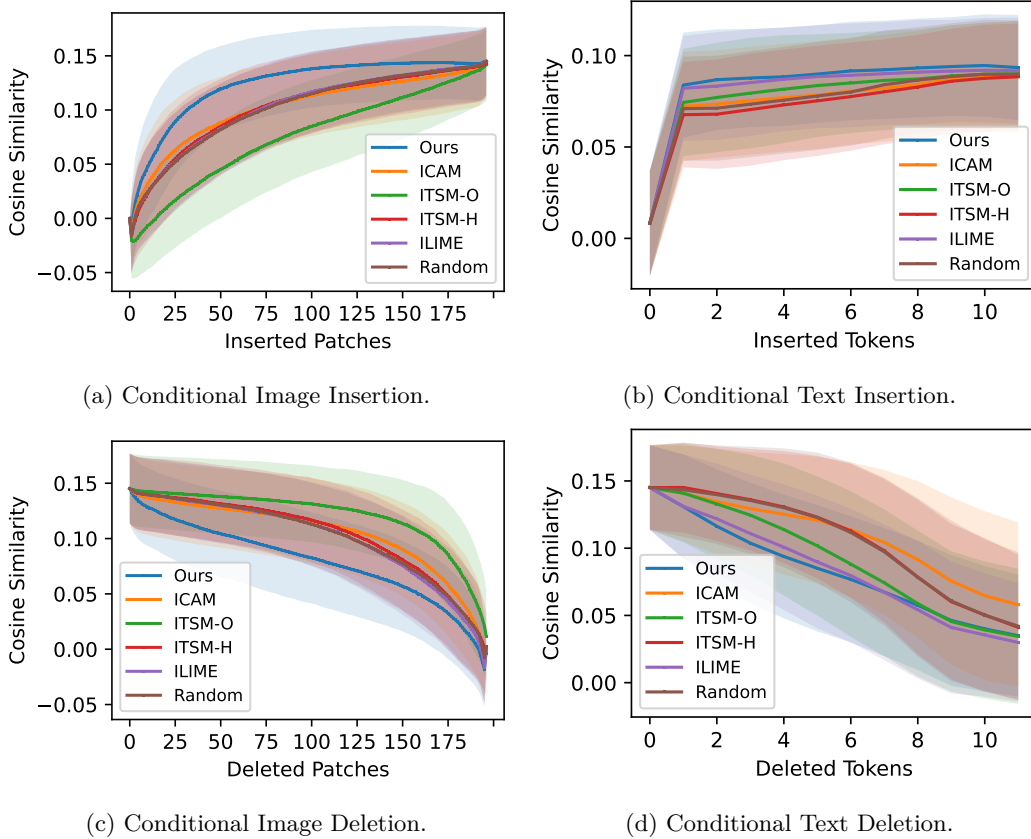 Cosine Similarity
0.15
0.10
0.05
0.00
−0.05
0 25 50 75 100 125 150 175
Inserted Patches
Ours
ICAM
ITSM-O
ITSM-H
ILIME
Random
(a) Conditional Image Insertion.
Cosine Similarity
0.10
0.05
0.00
0 2 4 6 8 10
Inserted Tokens
Ours
ICAM
ITSM-O
ITSM-H
ILIME
Random
(b) Conditional Text Insertion.
Cosine Similarity
0.15
0.10
0.05
0.00
−0.05
0 25 50 75 100 125 150 175
Deleted Patches
Ours
ICAM
ITSM-O
ITSM-H
ILIME
Random
(c) Conditional Image Deletion.
Cosine Similarity
0.15
0.10
0.05
0.00
0 2 4 6 8 10
Deleted Tokens
Ours
ICAM
ITSM-O
ITSM-H
ILIME
Random
(d) Conditional Text Deletion.